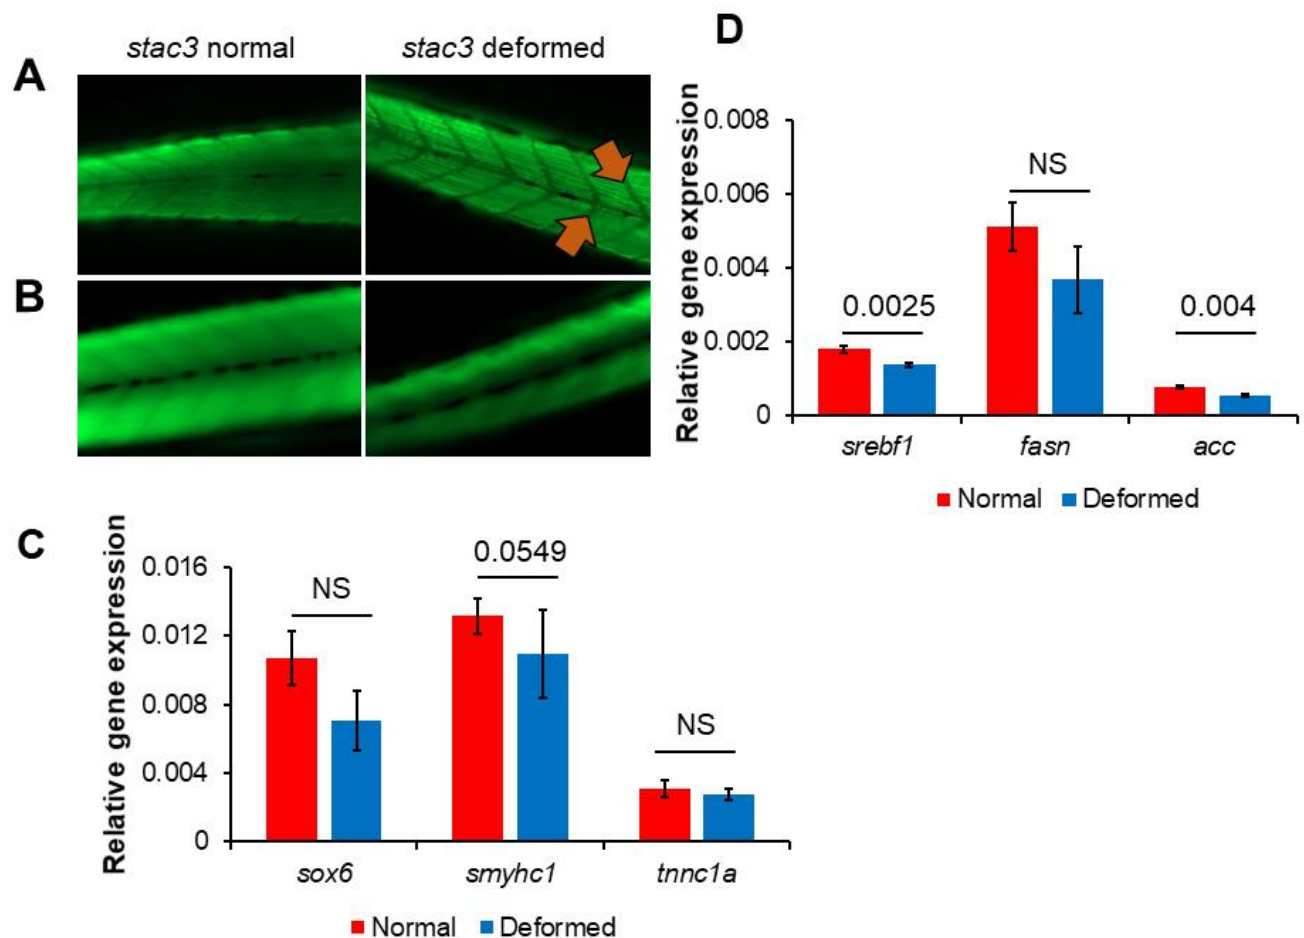 stac3 normal
stac3 deformed
A
B
D
Relative gene expression
0.008
0.006
0.004
0.002
0
0.0025
NS
0.004
srebf1
fasn
acc
Normal
Deformed
C
Relative gene expression
0.016
0.012
0.008
0.004
0
NS
0.0549
NS
sox6
smyhc1
tnnc1a
Normal
Deformed